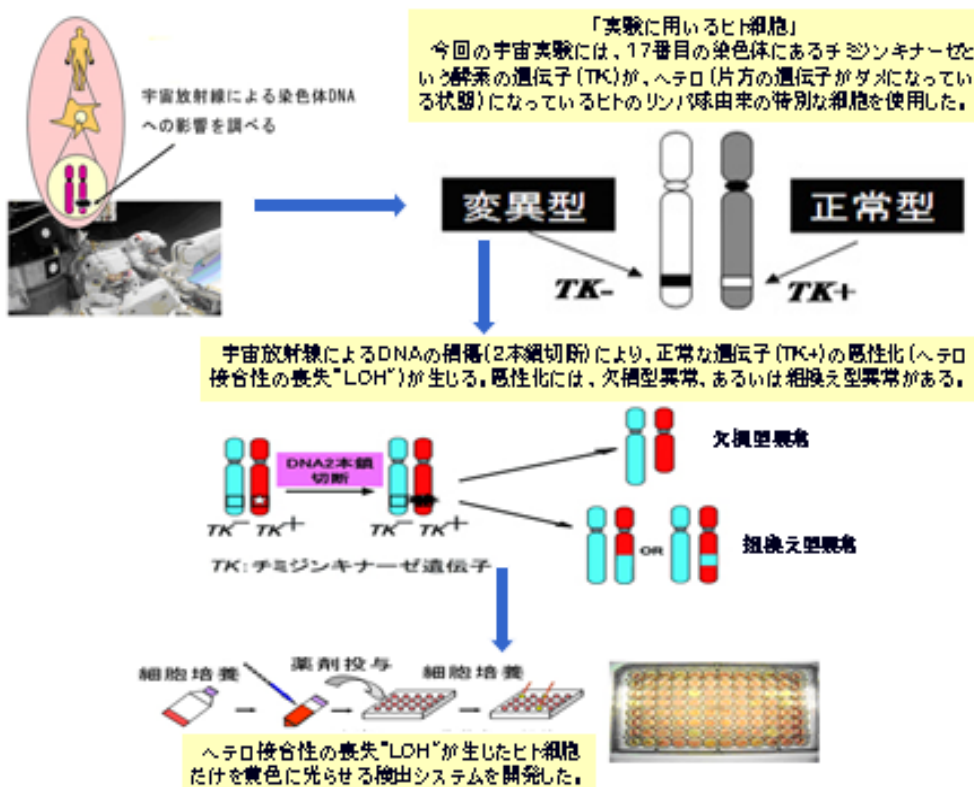 宇宙放射線による染色体DNA
への影響を調べる
「実験に用いるヒト細胞」
今回の宇宙実験には、17番目の染色体にあるチミジンキナーゼと
いう酵素の遺伝子(TK)が、ヘテロ(片方の遺伝子がダメになってい
る状態)になっているヒトのリンパ球由来の特別な細胞を使用した。
変異型
正常型
TK-
TK+
宇宙放射線によるDNAの損傷(2本鎖切断)により、正常な遺伝子(TK+)の悪性化(ヘテロ
接合性の喪失"LOH")が生じる。悪性化には、欠損型異常、あるいは組換え型異常がある。
DNA2本鎖
切断
欠損型異常
TK− TK+
TK− TK+
OR
組換え型異常
TK:チミジンキナーゼ遺伝子
細胞培養
薬剤投与
細胞培養
ヘテロ接合性の喪失"LOH"が生じたヒト細胞
だけを黄色に光らせる検出システムを開発した。